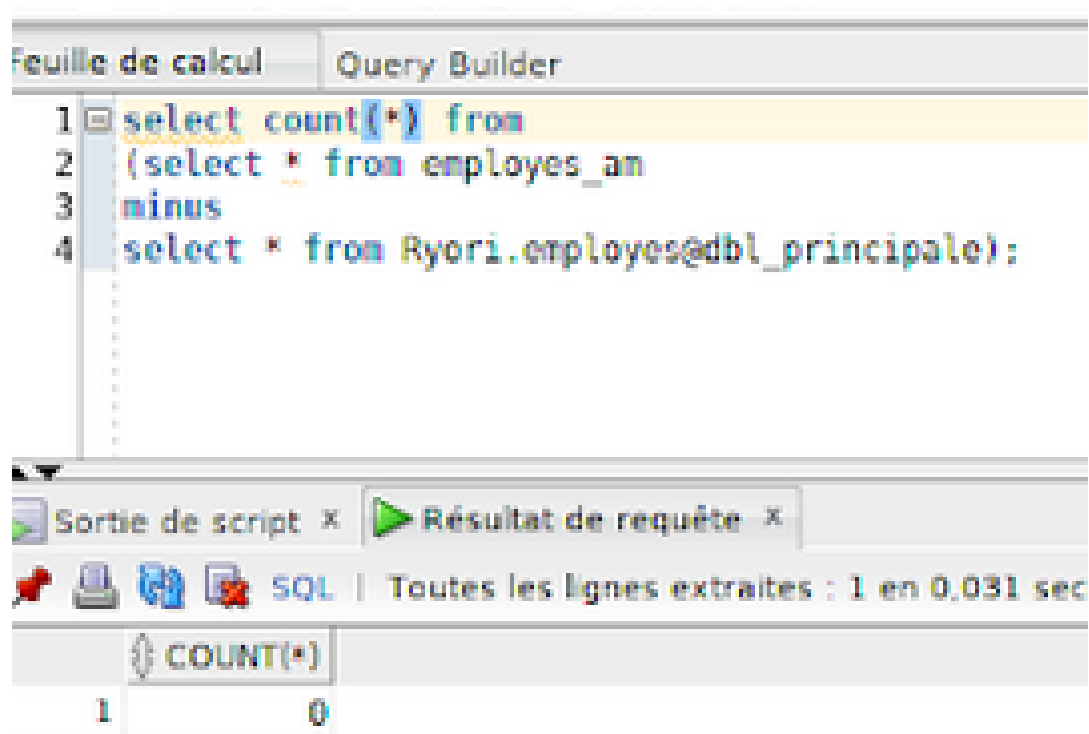 Feuille de calcul Query Builder
1 select count(*) from
2 (select * from employes_am
3 minus
4 select * from Ryori.employes@dbl_principale);
Sortie de script x Résultat de requête x
SQL | Toutes les lignes extraites : 1 en 0,031 sec
COUNT(*)
1 0